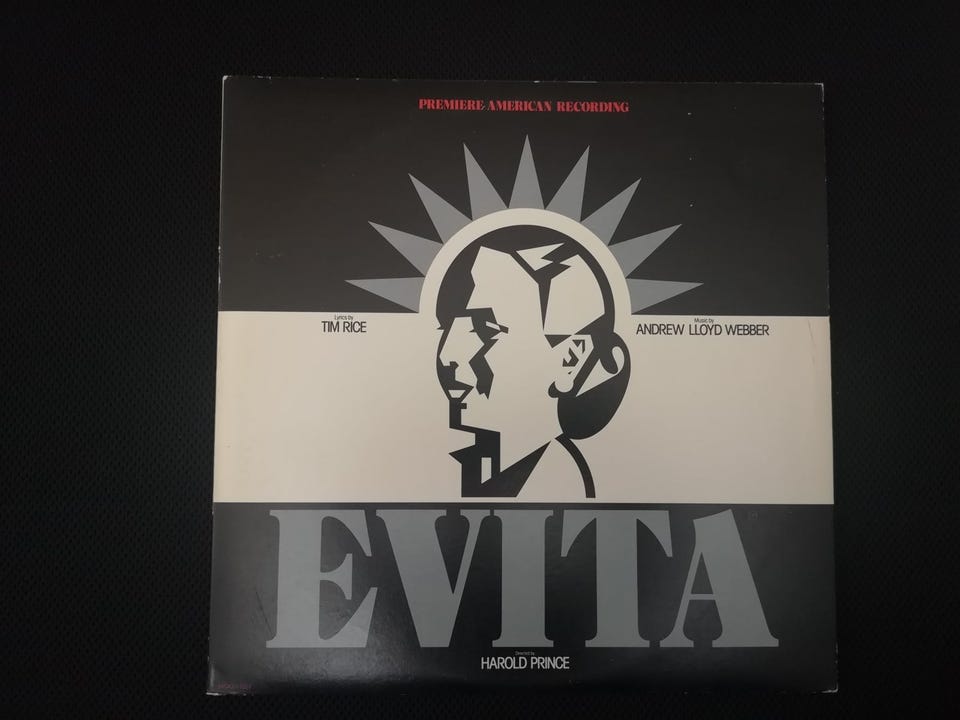 PREMIERE AMERICAN RECORDING
Lyrics by
TIM RICE
Music by
ANDREW LLOYD WEBBER
EVITA
Directed by
HAROLD PRINCE